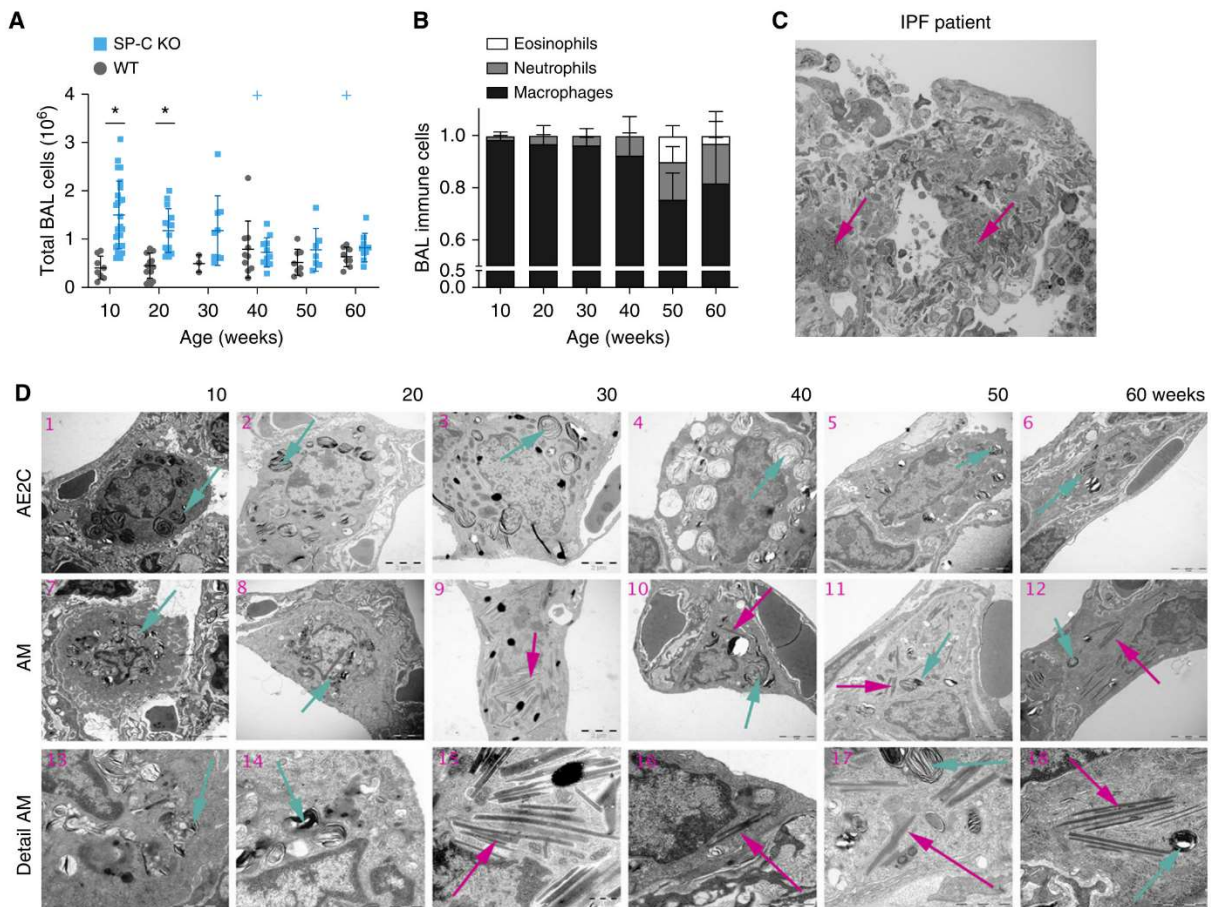 A
SP-C KO
WT
Total BAL cells (10⁶)
4
3
2
1
0
* *
+ +
10 20 30 40 50 60
Age (weeks)
B
Eosinophils
Neutrophils
Macrophages
BAL immune cells
1.0
0.8
0.6
0.5
0.0
10 20 30 40 50 60
Age (weeks)
C
IPF patient
D
10 20 30 40 50 60 weeks
AE2C
1 2 3 4 5 6
AM
7 8 9 10 11 12
Detail AM
13 14 15 16 17 18